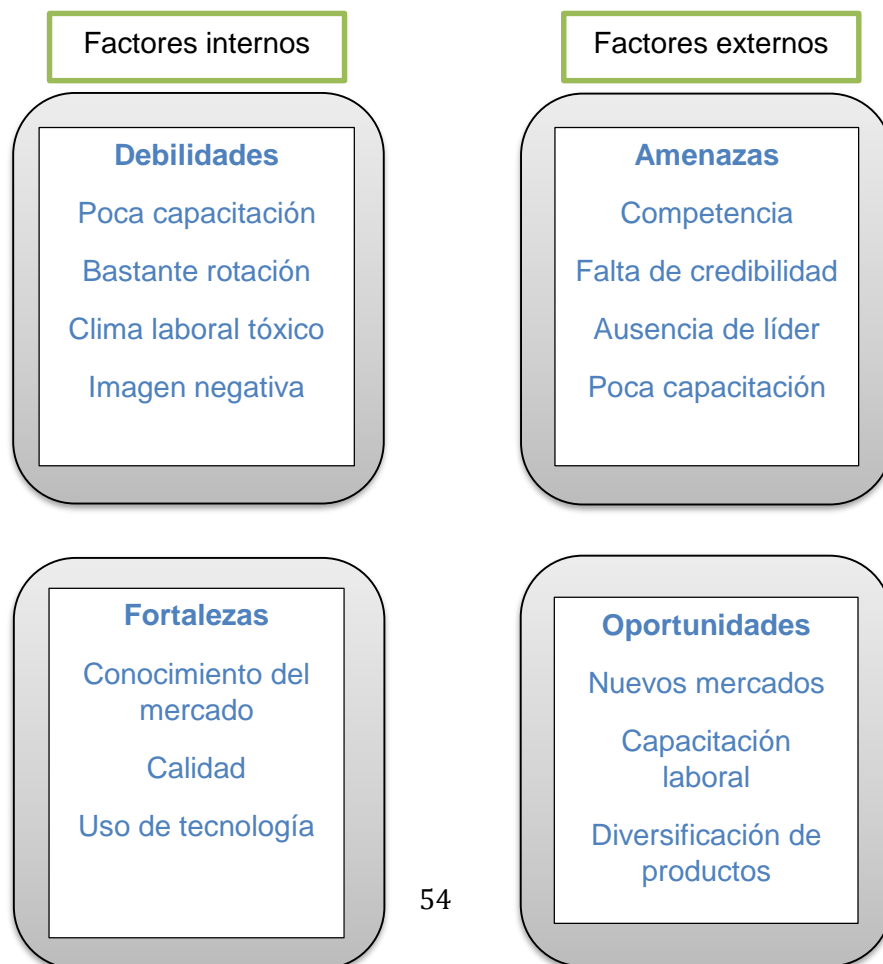 Factores internos
Factores externos
Debilidades
Poca capacitación
Bastante rotación
Clima laboral tóxico
Imagen negativa
Amenazas
Competencia
Falta de credibilidad
Ausencia de líder
Poca capacitación
Fortalezas
Conocimiento del
mercado
Calidad
Uso de tecnología
Oportunidades
Nuevos mercados
Capacitación
laboral
Diversificación de
productos
54